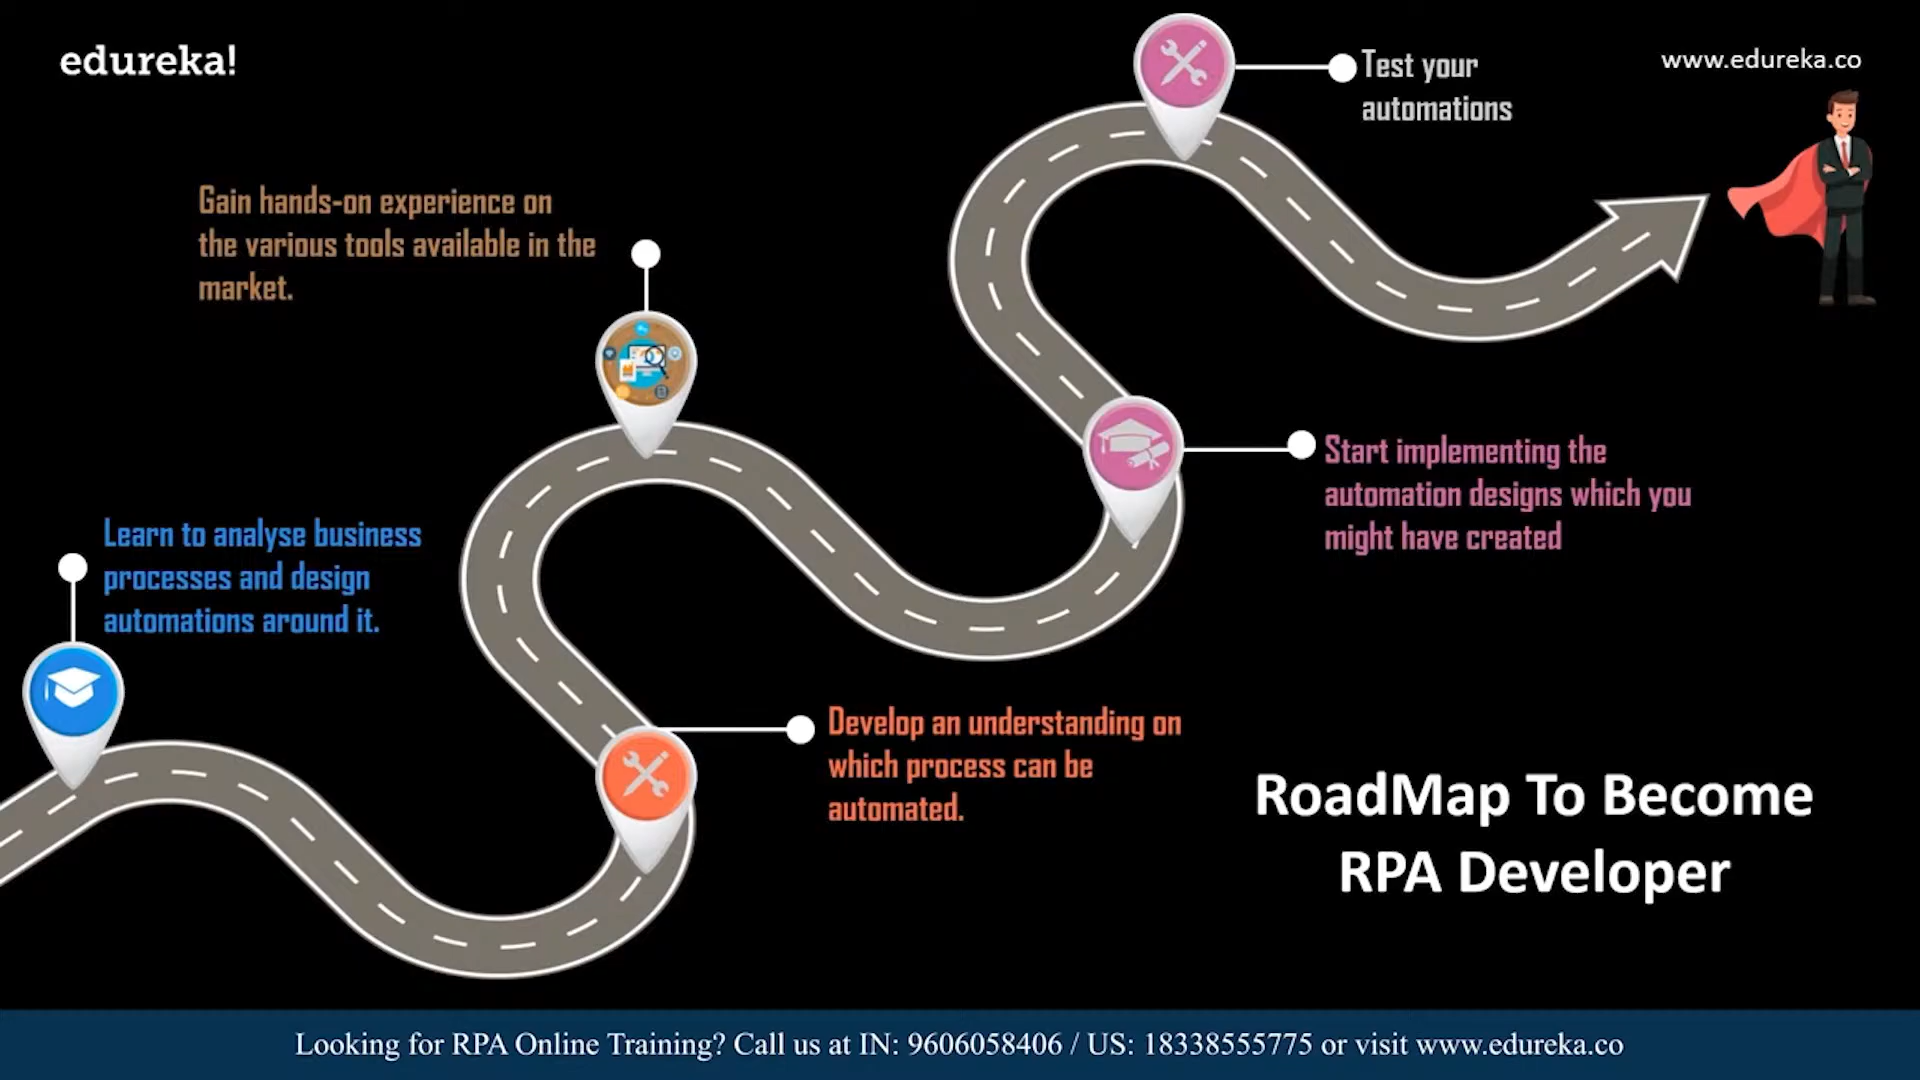 edureka!
www.edureka.co
Test your
automations
Gain hands-on experience on
the various tools available in the
market.
Start implementing the
automation designs which you
might have created
Learn to analyse business
processes and design
automations around it.
Develop an understanding on
which process can be
automated.
RoadMap To Become
RPA Developer
Looking for RPA Online Training? Call us at IN: 9606058406 / US: 18338555775 or visit www.edureka.co